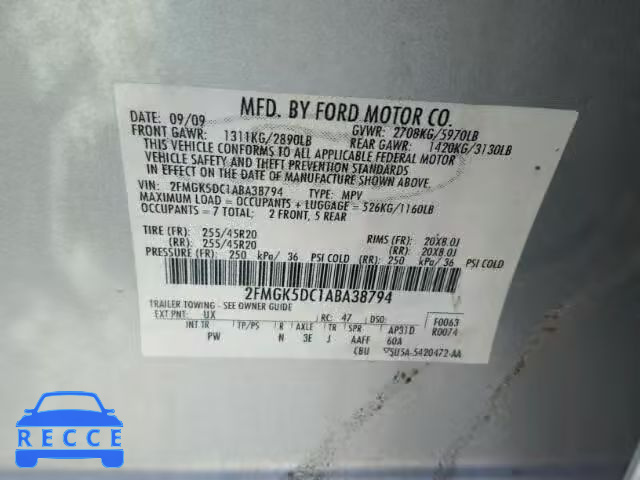 MFD. BY FORD MOTOR CO.
DATE: 09/09 GVWR: 2708KG/5970LB
FRONT GAWR: 1311KG/2890LB REAR GAWR: 1420KG/3130LB
THIS VEHICLE CONFORMS TO ALL APPLICABLE FEDERAL MOTOR
VEHICLE SAFETY AND THEFT PREVENTION STANDARDS
IN EFFECT ON THE DATE OF MANUFACTURE SHOWN ABOVE.
VIN: 2FMGK5DC1ABA38794 TYPE: MPV
MAXIMUM LOAD = OCCUPANTS + LUGGAGE = 526KG/1160LB
OCCUPANTS = 7 TOTAL: 2 FRONT, 5 REAR
TIRE (FR): 255/45R20 RIMS (FR): 20X8.0J
(RR): 255/45R20 (RR): 20X8.0J
PRESSURE (FR): 250 kPa/ 36 PSI COLD (RR): 250 kPa/ 36 PSI COLD
2FMGK5DC1ABA38794
TRAILER TOWING - SEE OWNER GUIDE
EXT PNT: UX RC: 47 DSO: F0063
INT TR TP/PS R AXLE TR SPR AP31D R0074
PW N 3E J AAFF 60A
CBU 5U5A-5420472-AA
RECCE